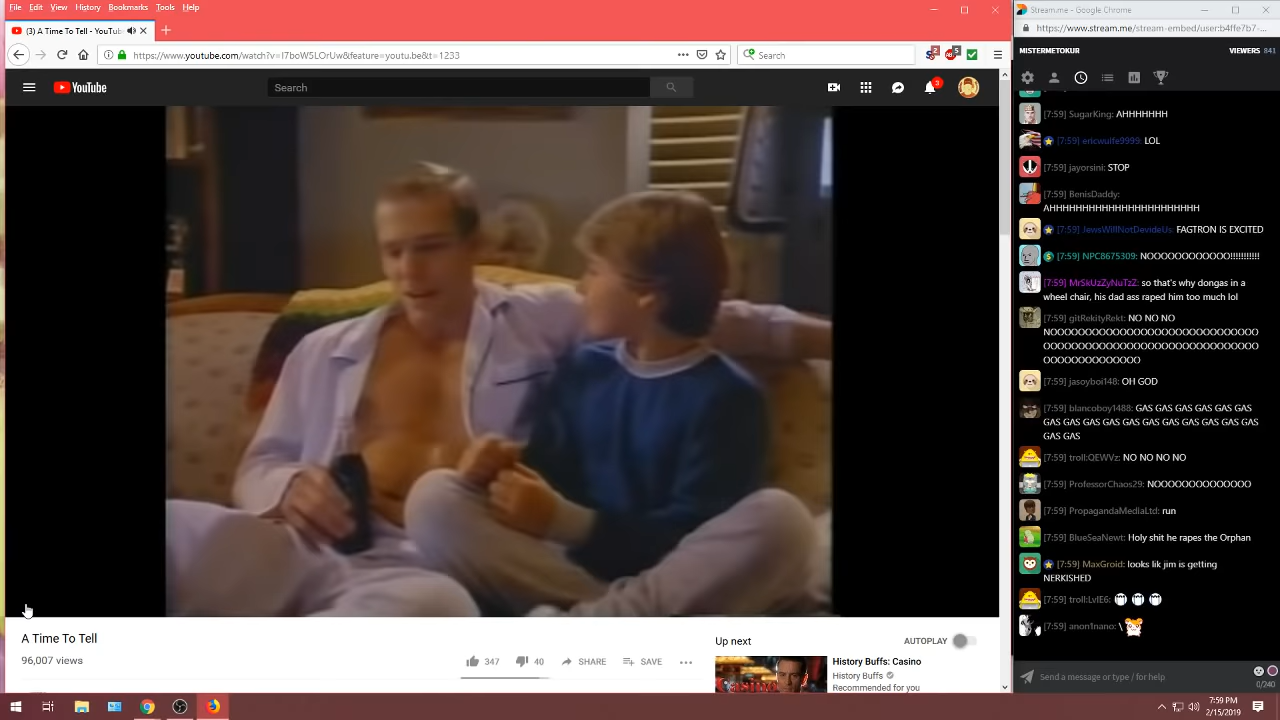 File Edit View History Bookmarks Tools Help
(3) A Time To Tell - YouTube
https://www.youtube.com/watch?v=I7boW5LOrUw&feature=youtu.be&t=1233
Search
2
5
YouTube
Search
3
A Time To Tell
96,007 views
347 40 SHARE SAVE
Up next
AUTOPLAY
History Buffs: Casino
History Buffs
Recommended for you
Stream.me - Google Chrome
https://www.stream.me/stream-embed/user:b4ffe7b7-...
MISTERMETOKUR
VIEWERS 841
[7:59] SugarKing: AHHHHHHH
[7:59] ericwulfe9999: LOL
[7:59] jayorsini: STOP
[7:59] BenisDaddy:
AHHHHHHHHHHHHHHHHHHHHHHHH
[7:59] JewsWillNotDevideUs: FAGTRON IS EXCITED
[7:59] NPC8675309: NOOOOOOOOOOOO!!!!!!!!!!!
[7:59] MrSkUzZyNuTzZ: so that's why dongas in a
wheel chair, his dad ass raped him too much lol
[7:59] gitRekityRekt: NO NO NO
NOOOOOOOOOOOOOOOOOOOOOOOOOOOOOO
OOOOOOOOOOOOOOOOOOOOOOOOOOOOOOO
OOOOOOOOOOOOOO
[7:59] jasoyboi148: OH GOD
[7:59] blancoboy1488: GAS GAS GAS GAS GAS GAS
GAS GAS GAS GAS GAS GAS GAS GAS GAS GAS GAS
GAS GAS
[7:59] troll:QEWVz: NO NO NO NO
[7:59] ProfessorChaos29: NOOOOOOOOOOOOOO
[7:59] PropagandaMediaLtd: run
[7:59] BlueSeaNewt: Holy shit he rapes the Orphan
[7:59] MaxGroid: looks lik jim is getting
NERKISHED
[7:59] troll:LvlE6:
[7:59] anon1nano: \
Send a message or type / for help
0/240
7:59 PM
2/15/2019